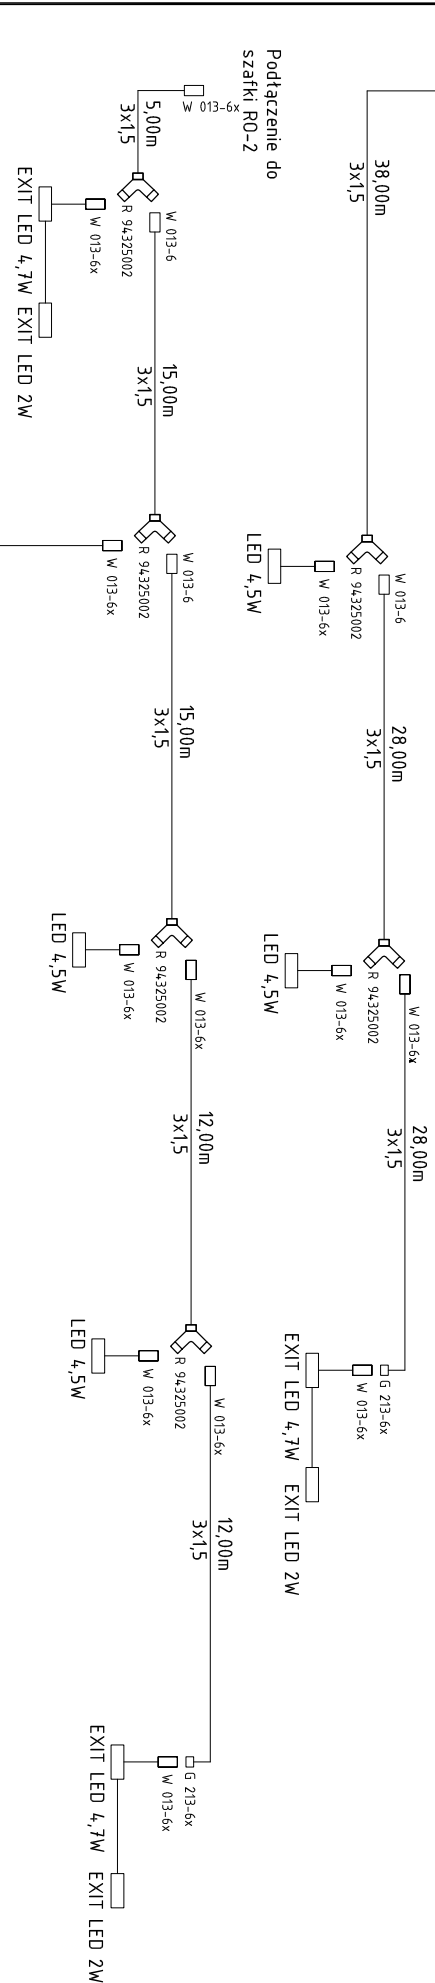 38,00m
3x1,5
LED 4,5W
W 013-6x
R 94325002
W 013-6
28,00m
3x1,5
LED 4,5W
W 013-6x
R 94325002
W 013-6x
28,00m
3x1,5
G 213-6x
W 013-6x
EXIT LED 4,7W
EXIT LED 2W
Podłączenie do
szafki RO-2
W 013-6x
5,00m
3x1,5
R 94325002
W 013-6x
EXIT LED 4,7W
EXIT LED 2W
W 013-6
15,00m
3x1,5
R 94325002
W 013-6x
W 013-6
15,00m
3x1,5
R 94325002
W 013-6x
LED 4,5W
W 013-6x
12,00m
3x1,5
R 94325002
W 013-6x
LED 4,5W
W 013-6x
12,00m
3x1,5
G 213-6x
W 013-6x
EXIT LED 4,7W
EXIT LED 2W